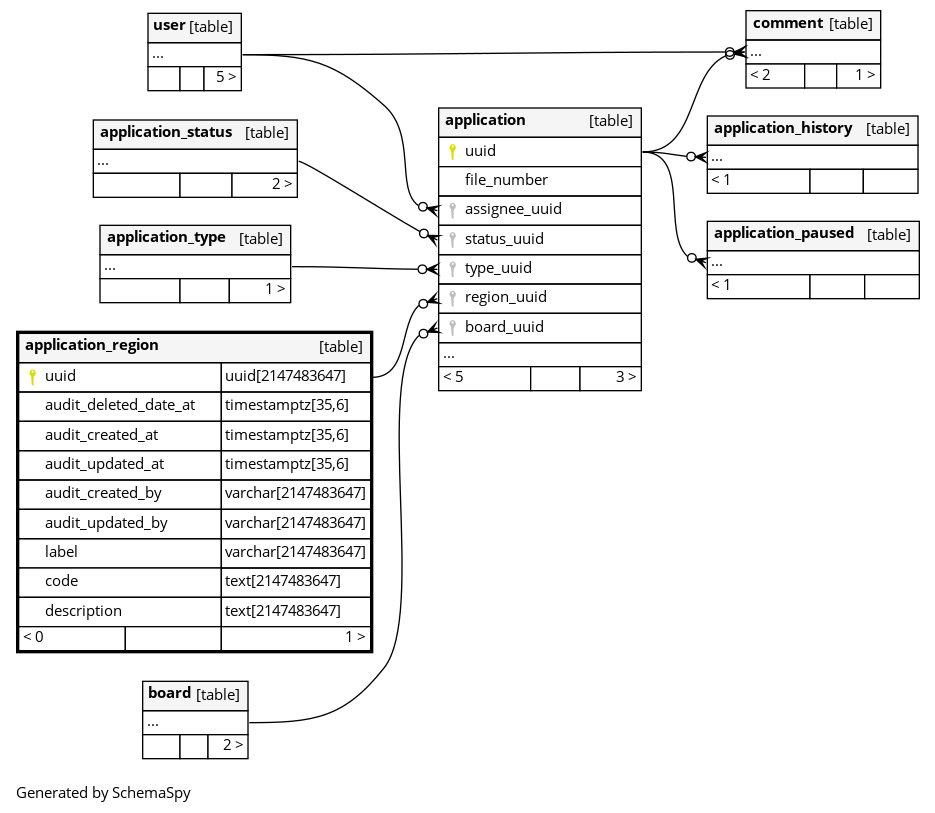 user [table]
...
5 >
comment [table]
...
< 2 1 >
application_status [table]
...
2 >
application [table]
uuid
file_number
assignee_uuid
status_uuid
type_uuid
region_uuid
board_uuid
...
< 5 3 >
application_history [table]
...
< 1
application_type [table]
...
1 >
application_paused [table]
...
< 1
application_region [table]
uuid uuid[2147483647]
audit_deleted_date_at timestamptz[35,6]
audit_created_at timestamptz[35,6]
audit_updated_at timestamptz[35,6]
audit_created_by varchar[2147483647]
audit_updated_by varchar[2147483647]
label varchar[2147483647]
code text[2147483647]
description text[2147483647]
< 0 1 >
board [table]
...
2 >
Generated by SchemaSpy